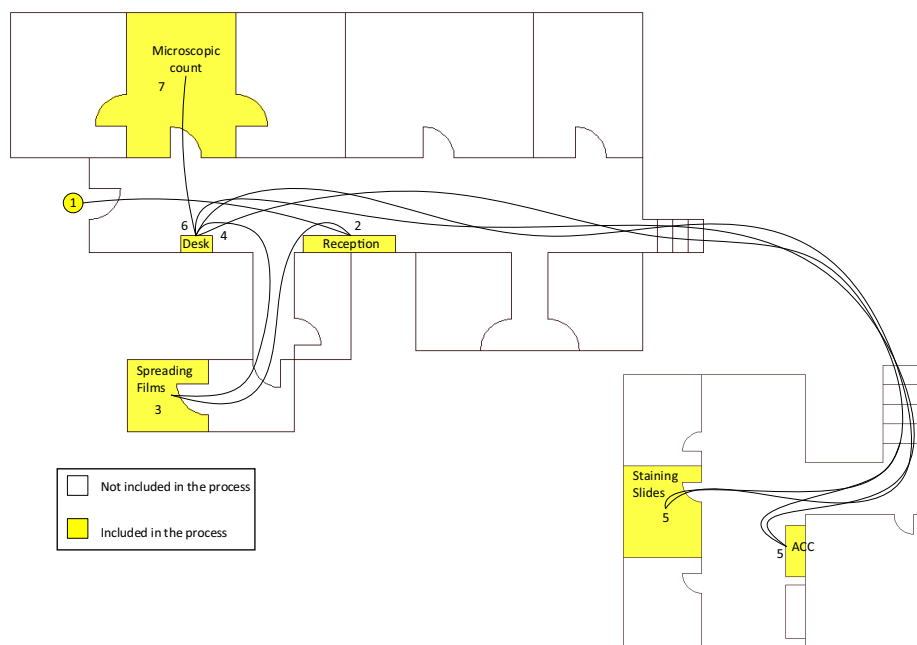 Microscopic
count
7
1
6
4
2
Desk
Reception
Spreading
Films
3
Staining
Slides
5
5
ACC
Not included in the process
Included in the process